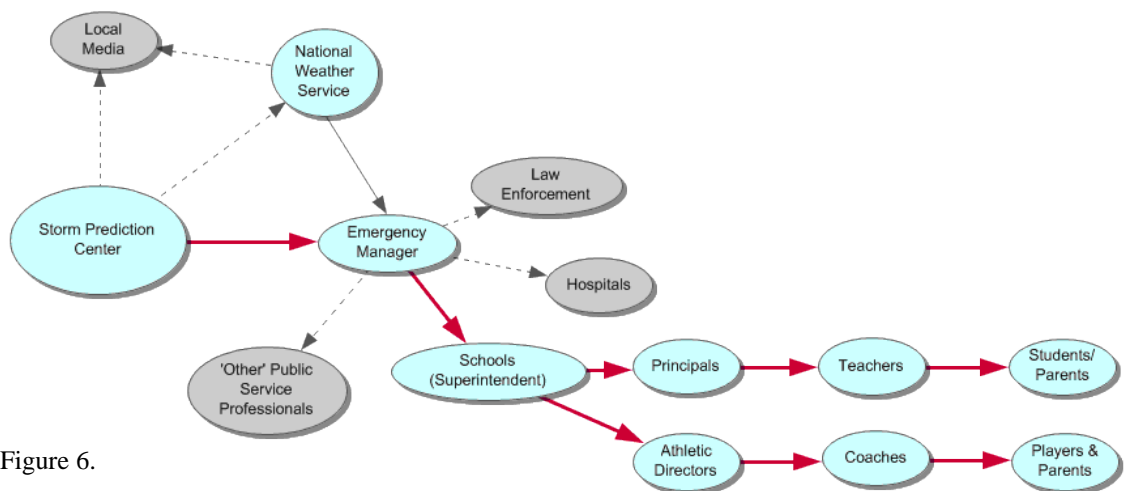 Local
Media
National
Weather
Service
Law
Enforcement
Storm Prediction
Center
Emergency
Manager
Hospitals
'Other' Public
Service
Professionals
Schools
(Superintendent)
Principals
Teachers
Students/
Parents
Athletic
Directors
Coaches
Players &
Parents
Figure 6.